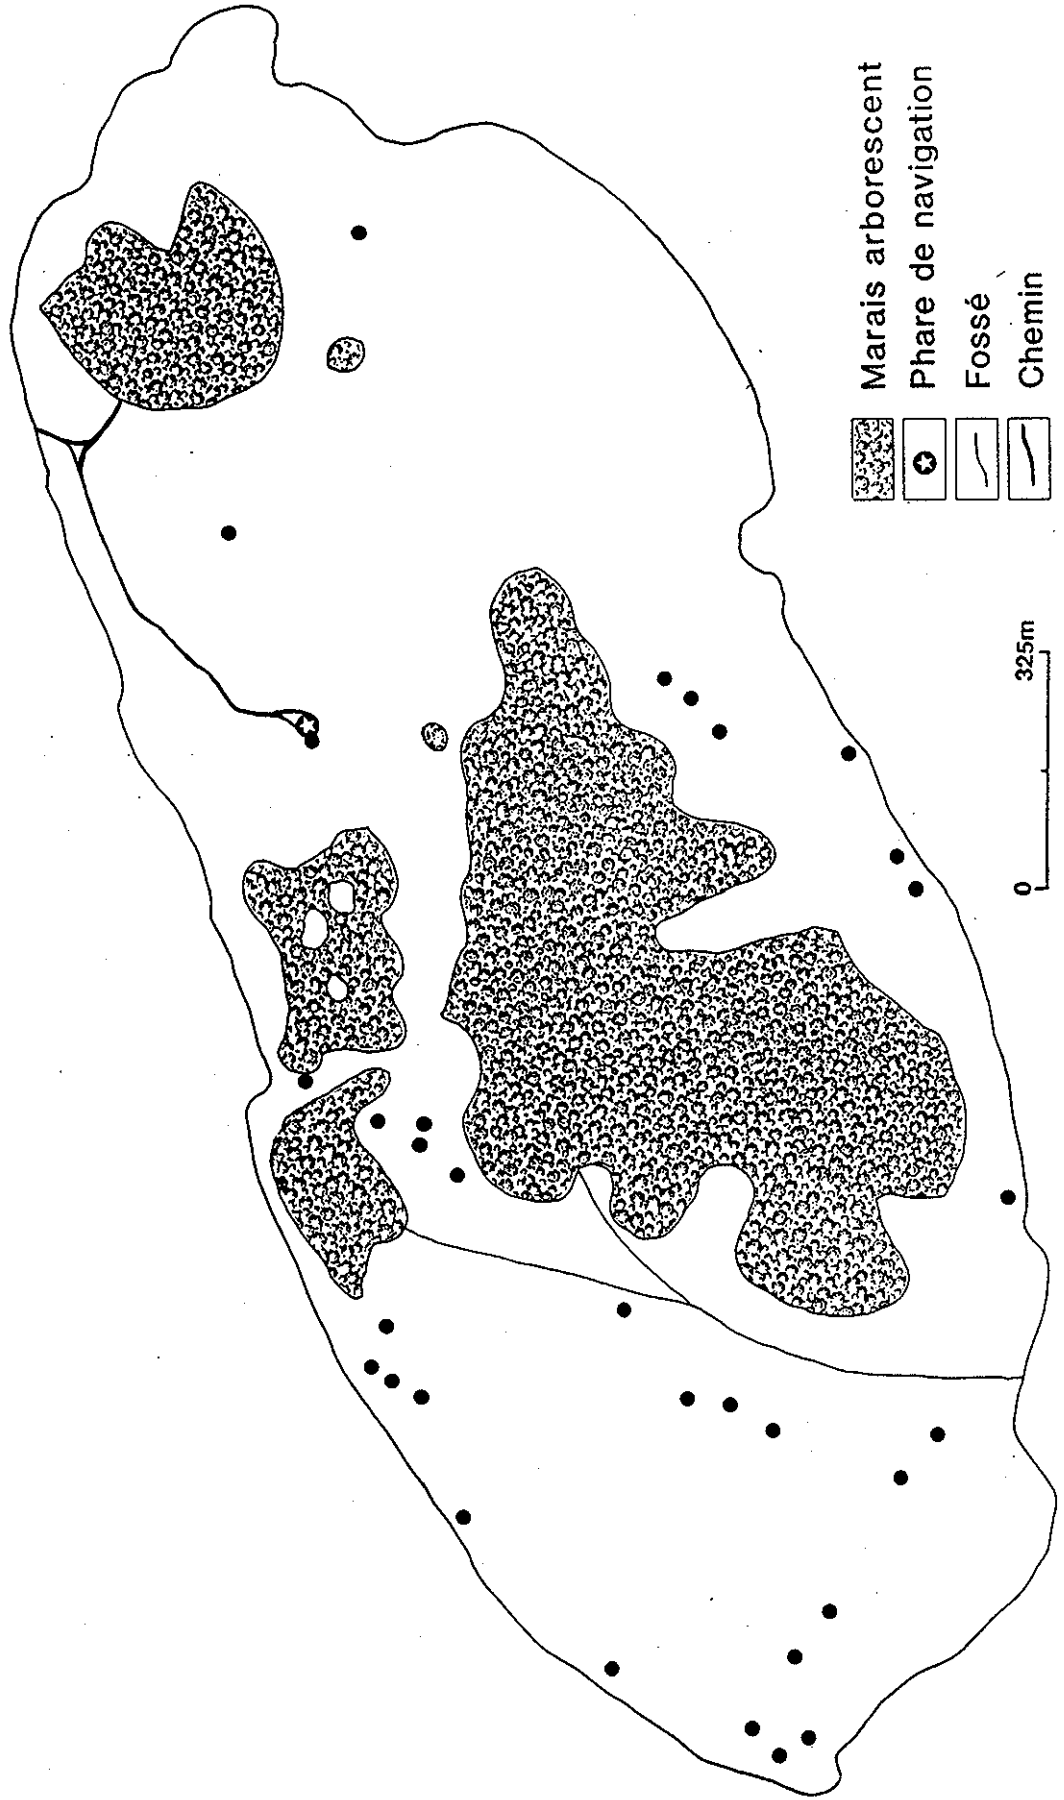 Marais arborescent
Phare de navigation
Fossé
Chemin
0 325m